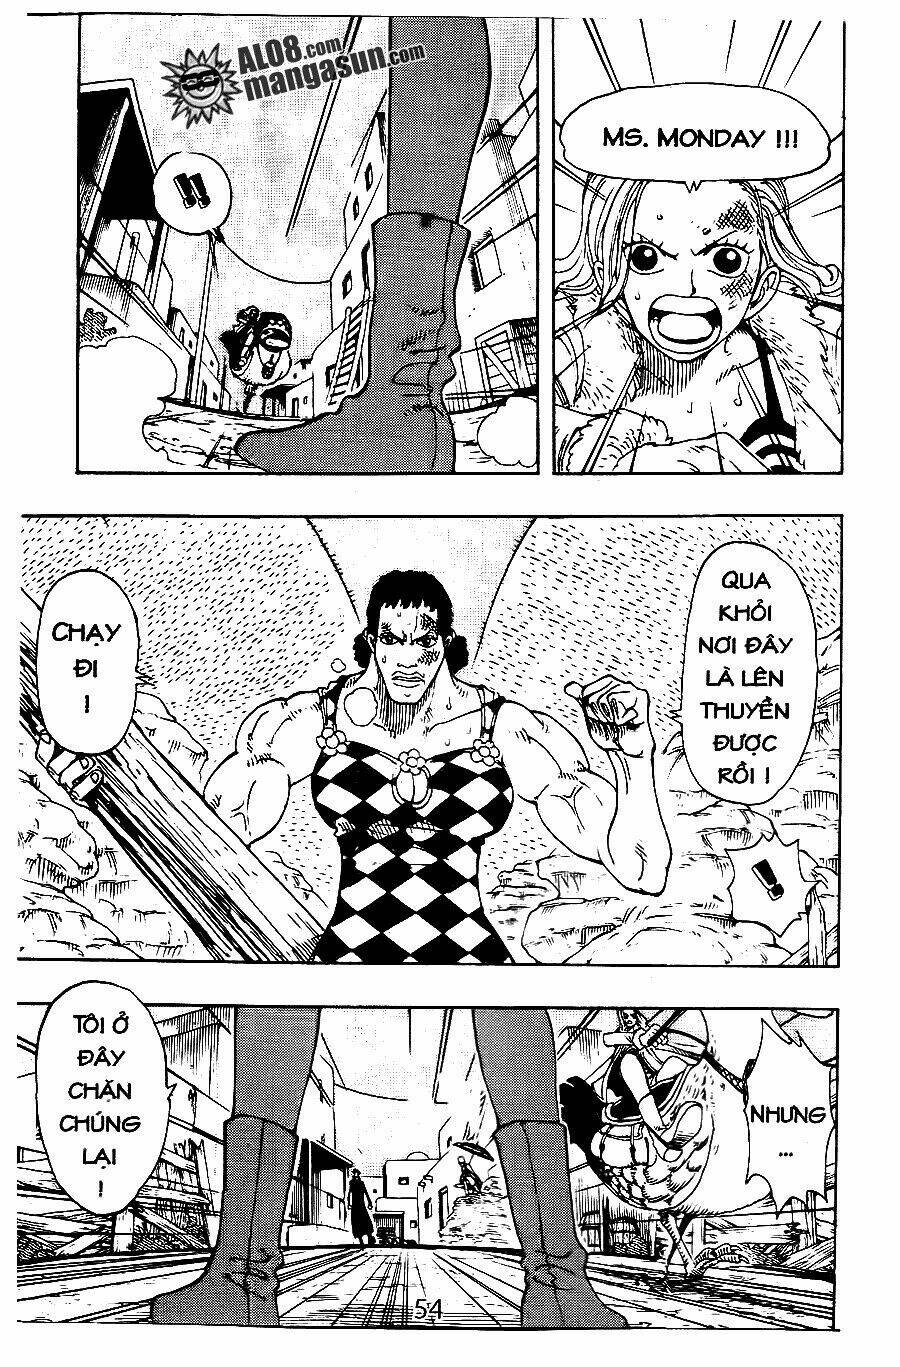 AL08.com
mangasun.com
MS. MONDAY !!!
!!
QUA
KHỎI
NƠI ĐÂY
LÀ LÊN
THUYỀN
ĐƯỢC
RỒI !
CHẠY
ĐI
!
!!
NHƯNG
...
TÔI Ở
ĐÂY
CHẶN
CHÚNG
LẠI
!
54